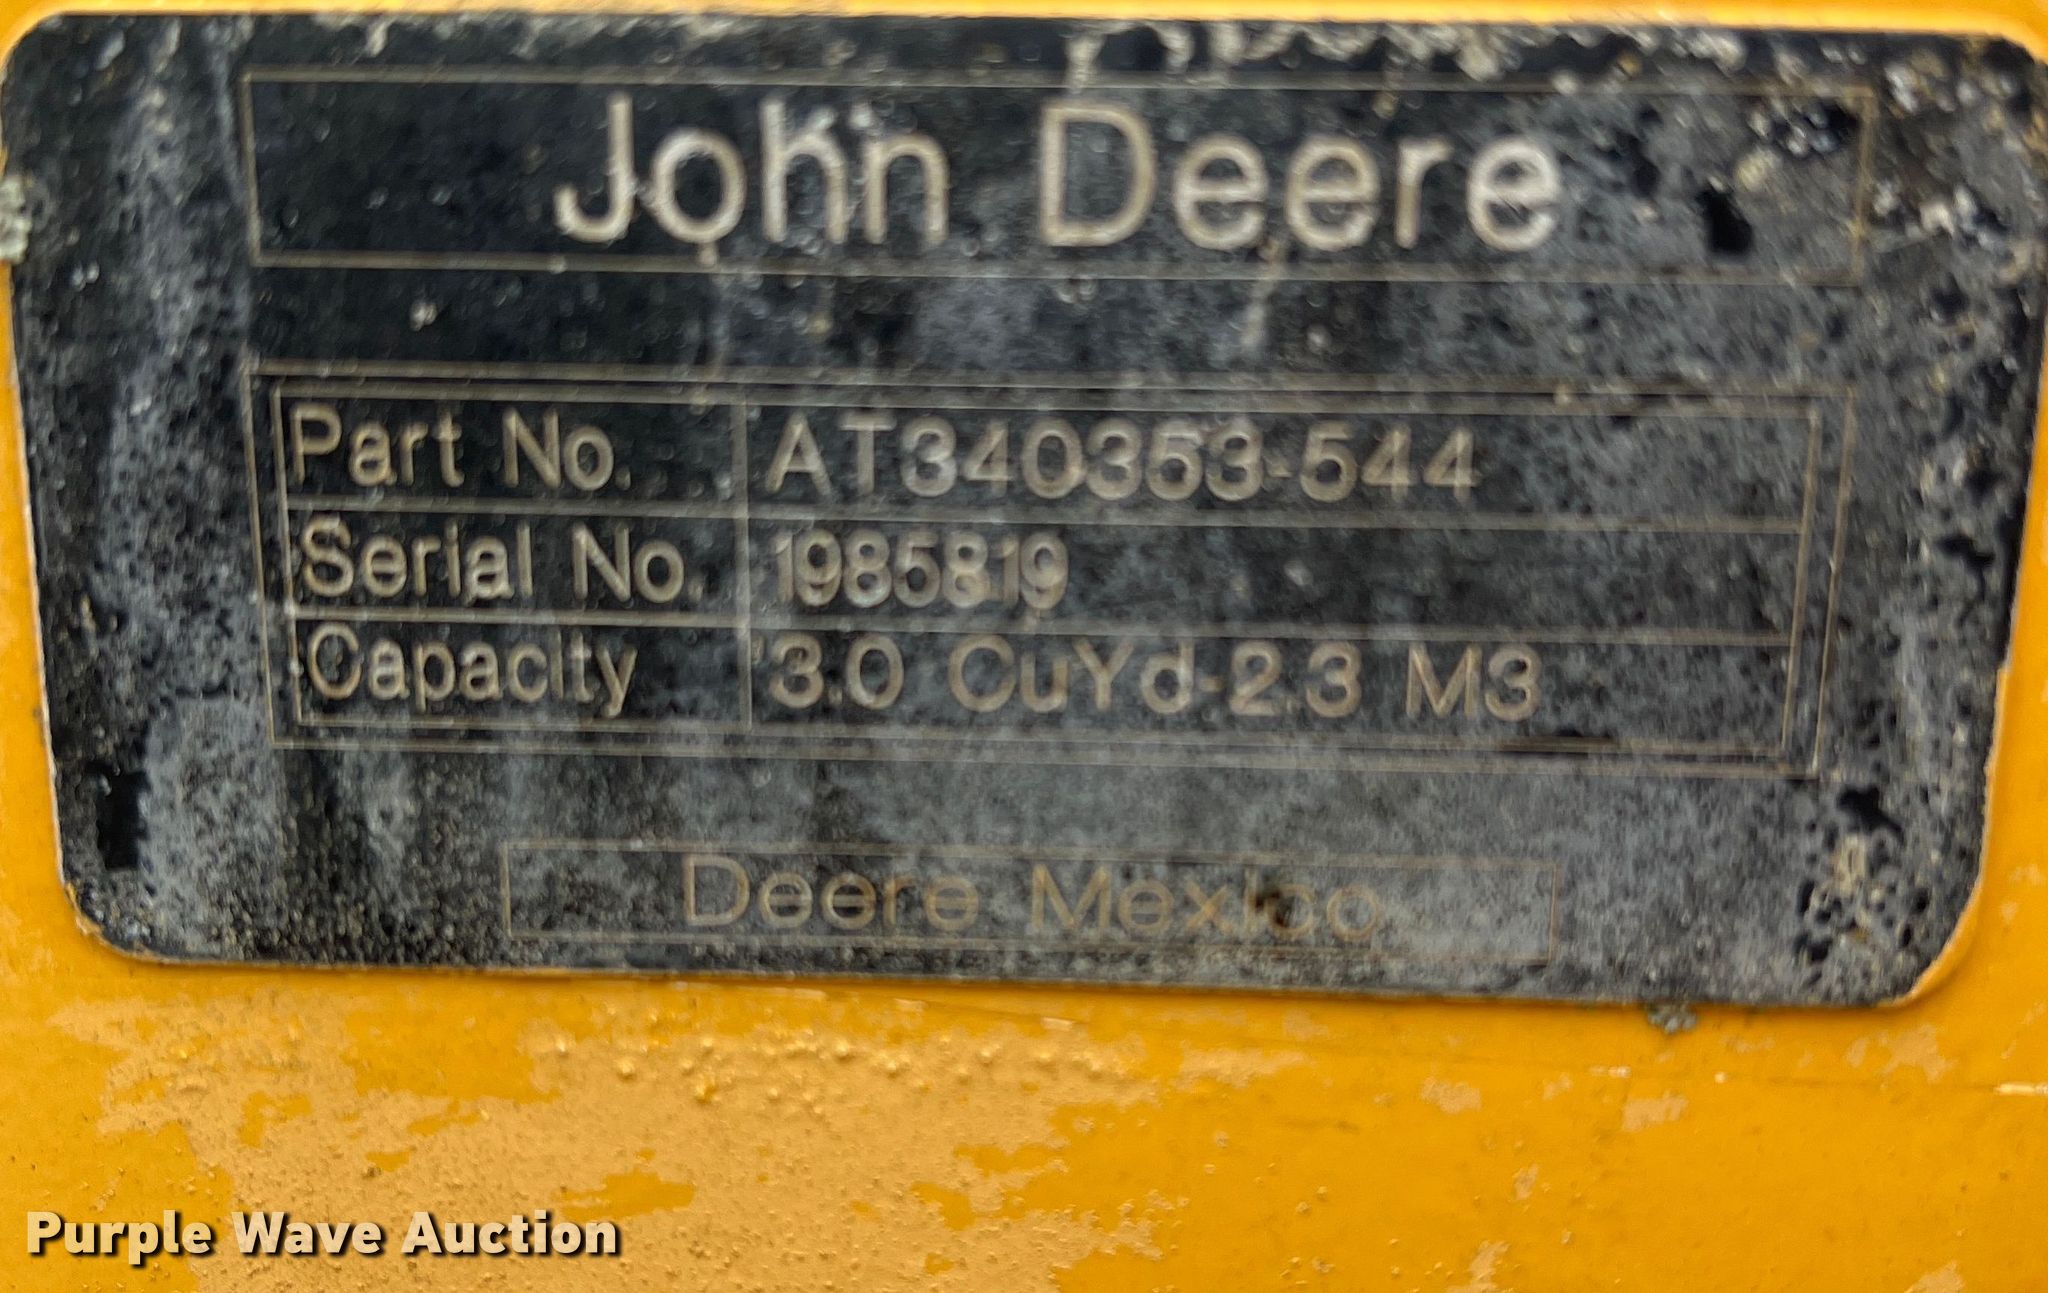 John Deere
Part No. AT340353-544
Serial No. 1985819
Capacity 3.0 CuYd-2.3 M3
Deere Mexico
Purple Wave Auction